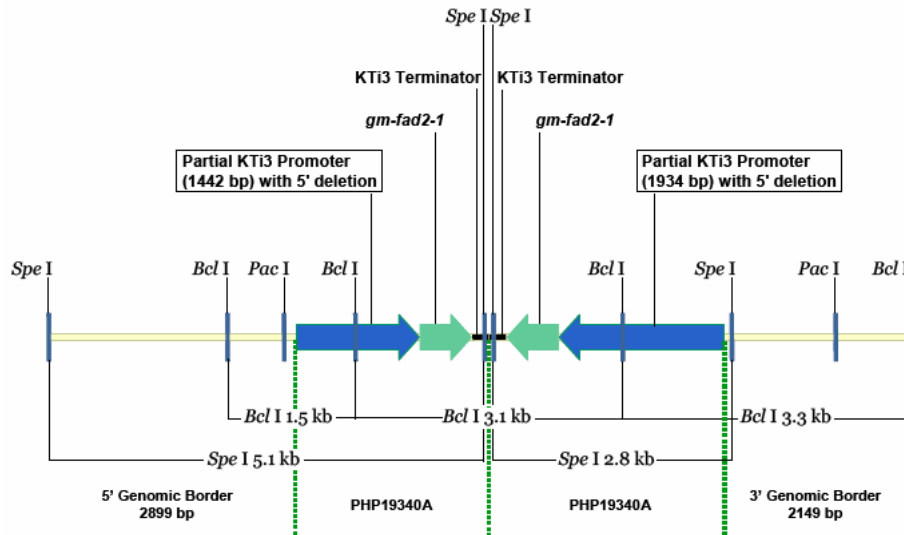 Spe I Spe I
KTi3 Terminator KTi3 Terminator
gm-fad2-1 gm-fad2-1
Partial KTi3 Promoter
(1442 bp) with 5' deletion
Partial KTi3 Promoter
(1934 bp) with 5' deletion
Spe I Bcl I Pac I Bcl I Bcl I Spe I Pac I Bcl I
Bcl I 1.5 kb Bcl I 3.1 kb Bcl I 3.3 kb
Spe I 5.1 kb Spe I 2.8 kb
5' Genomic Border
2899 bp
PHP19340A PHP19340A
3' Genomic Border
2149 bp